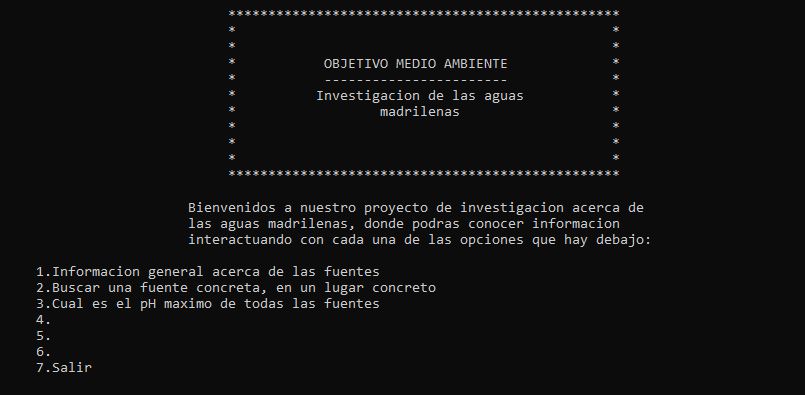 *************************************************
* *
* *
* OBJETIVO MEDIO AMBIENTE *
* ----------------------- *
* Investigacion de las aguas *
* madrilenas *
* *
* *
* *
*************************************************
Bienvenidos a nuestro proyecto de investigacion acerca de
las aguas madrilenas, donde podras conocer informacion
interactuando con cada una de las opciones que hay debajo:
1.Informacion general acerca de las fuentes
2.Buscar una fuente concreta, en un lugar concreto
3.Cual es el pH maximo de todas las fuentes
4.
5.
6.
7.Salir